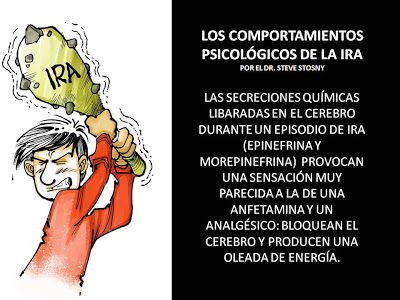 IRA
LOS COMPORTAMIENTOS
PSICOLÓGICOS DE LA IRA
POR EL DR. STEVE STOSNY
LAS SECRECIONES QUÍMICAS
LIBARADAS EN EL CEREBRO
DURANTE UN EPISODIO DE IRA
(EPINEFRINA Y
MOREPINEFRINA) PROVOCAN
UNA SENSACIÓN MUY
PARECIDA A LA DE UNA
ANFETAMINA Y UN
ANALGÉSICO: BLOQUEAN EL
CEREBRO Y PRODUCEN UNA
OLEADA DE ENERGÍA.